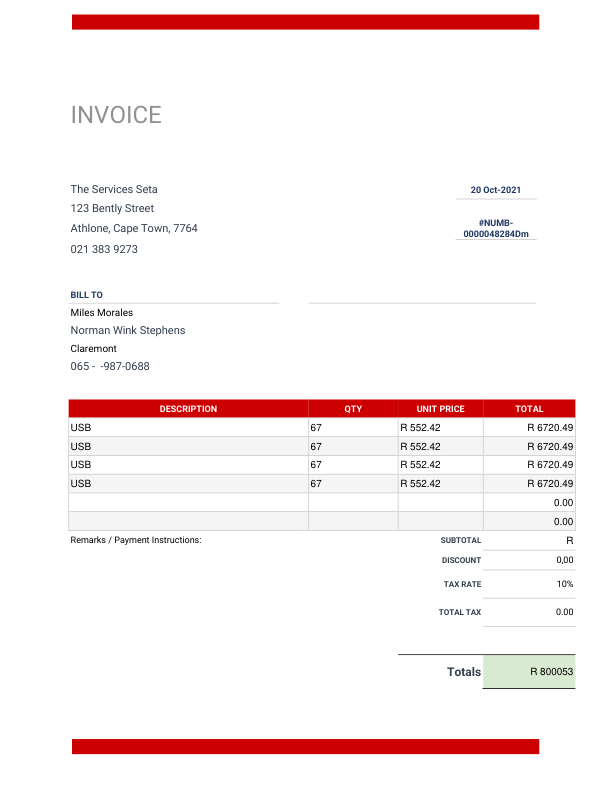 INVOICE
The Services Seta
20 Oct-2021
123 Bently Street
Athlone, Cape Town, 7764
#NUMB-
0000048284Dm
021 383 9273
BILL TO
Miles Morales
Norman Wink Stephens
Claremont
065 -  -987-0688
DESCRIPTION QTY UNIT PRICE TOTAL
USB 67 R 552.42 R 6720.49
USB 67 R 552.42 R 6720.49
USB 67 R 552.42 R 6720.49
USB 67 R 552.42 R 6720.49
0.00
0.00
Remarks / Payment Instructions: SUBTOTAL R
DISCOUNT 0,00
TAX RATE 10%
TOTAL TAX 0.00
Totals R 800053